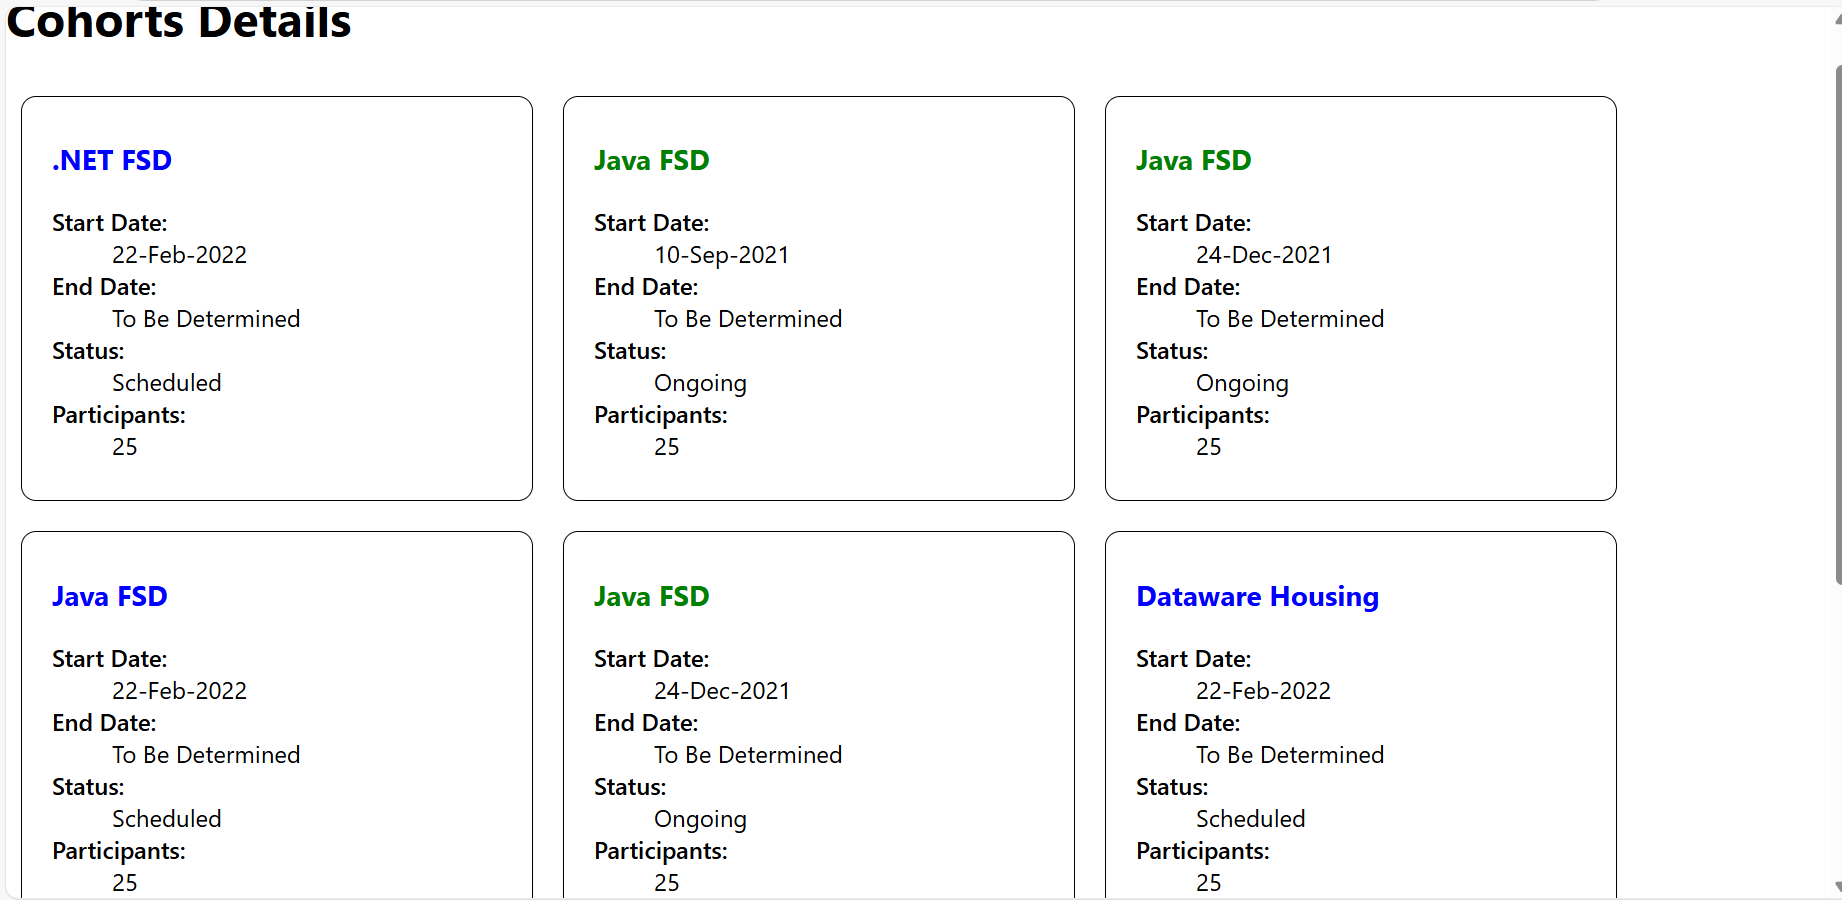 Cohorts Details
.NET FSD
Start Date:
22-Feb-2022
End Date:
To Be Determined
Status:
Scheduled
Participants:
25
Java FSD
Start Date:
10-Sep-2021
End Date:
To Be Determined
Status:
Ongoing
Participants:
25
Java FSD
Start Date:
24-Dec-2021
End Date:
To Be Determined
Status:
Ongoing
Participants:
25
Java FSD
Start Date:
22-Feb-2022
End Date:
To Be Determined
Status:
Scheduled
Participants:
25
Java FSD
Start Date:
24-Dec-2021
End Date:
To Be Determined
Status:
Ongoing
Participants:
25
Dataware Housing
Start Date:
22-Feb-2022
End Date:
To Be Determined
Status:
Scheduled
Participants:
25